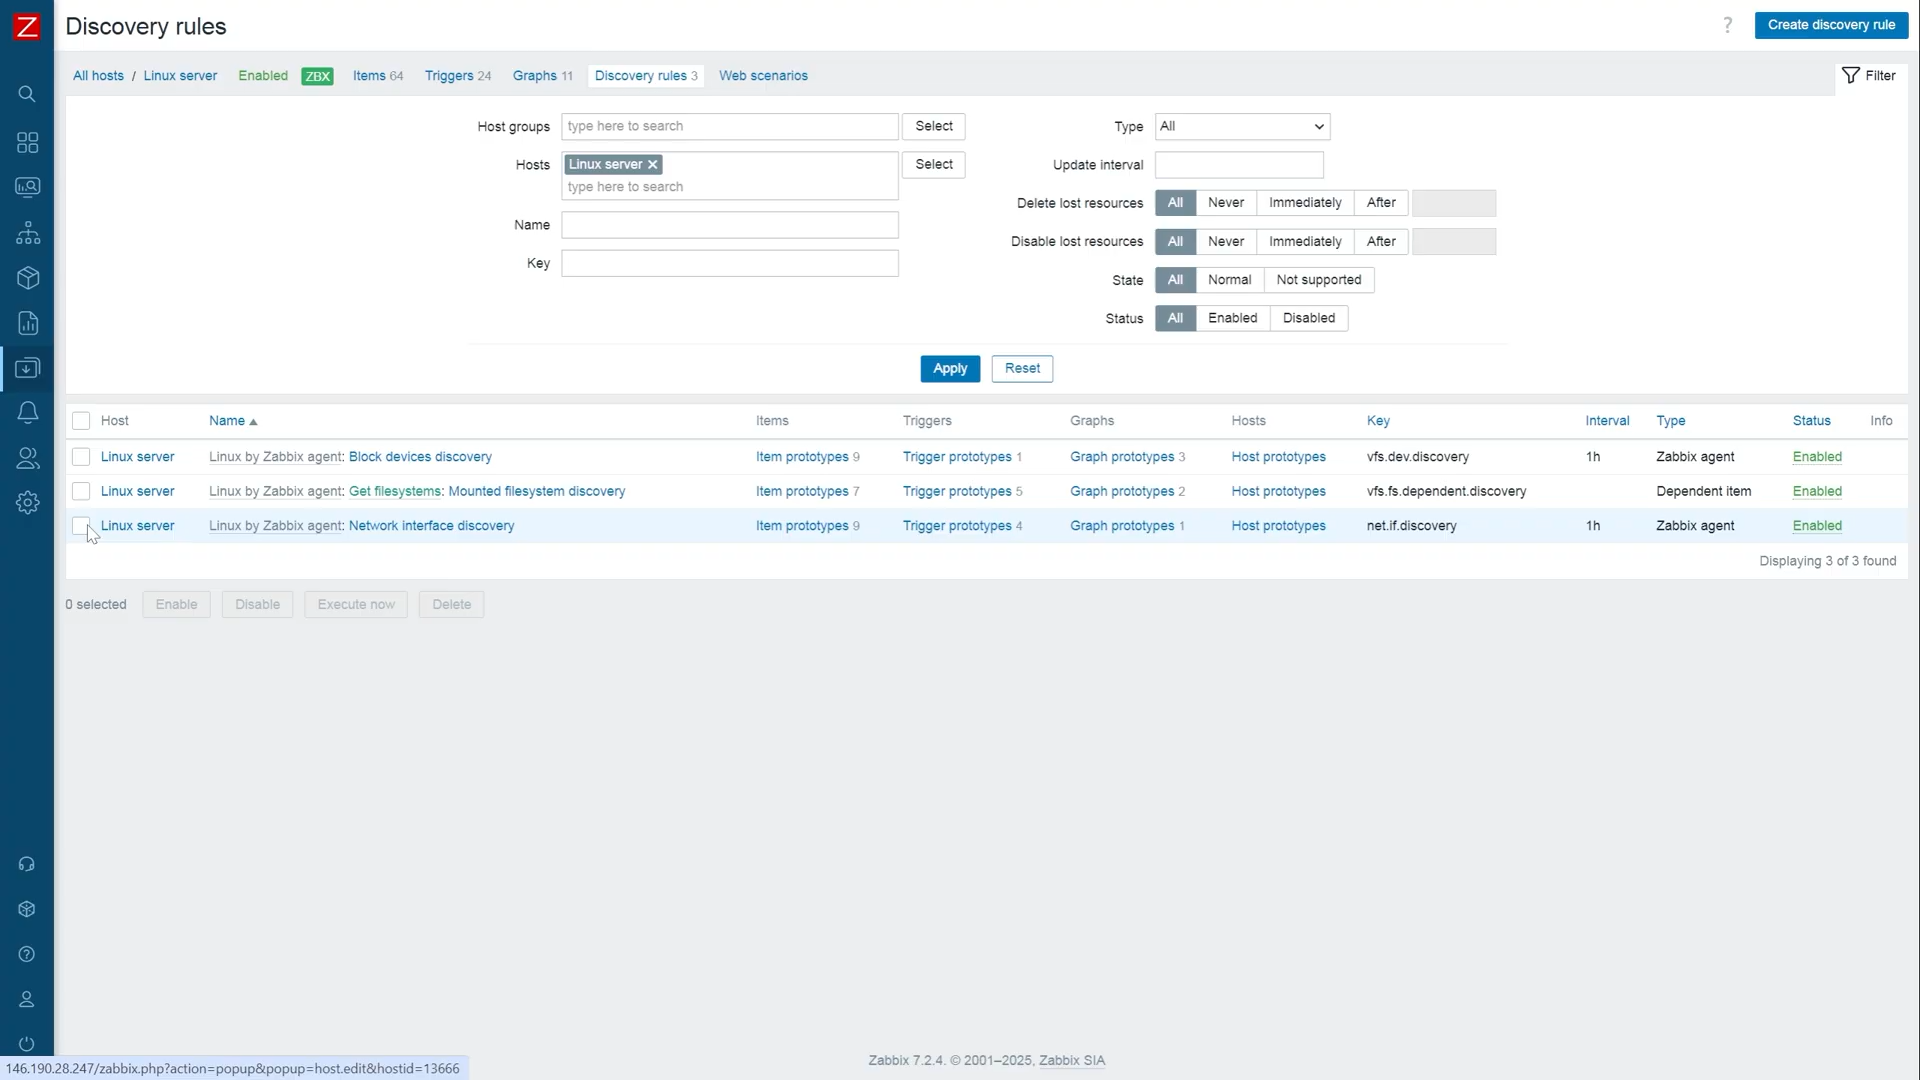 Z Discovery rules ? Create discovery rule
All hosts / Linux server Enabled ZBX Items 64 Triggers 24 Graphs 11 Discovery rules 3 Web scenarios Filter
Host groups type here to search Select Type All
Hosts Linux server ✕ Select Update interval
type here to search
Delete lost resources All Never Immediately After
Name
Disable lost resources All Never Immediately After
Key
State All Normal Not supported
Status All Enabled Disabled
Apply Reset
Host Name ▲ Items Triggers Graphs Hosts Key Interval Type Status Info
Linux server Linux by Zabbix agent: Block devices discovery Item prototypes 9 Trigger prototypes 1 Graph prototypes 3 Host prototypes vfs.dev.discovery 1h Zabbix agent Enabled
Linux server Linux by Zabbix agent: Get filesystems: Mounted filesystem discovery Item prototypes 7 Trigger prototypes 5 Graph prototypes 2 Host prototypes vfs.fs.dependent.discovery Dependent item Enabled
Linux server Linux by Zabbix agent: Network interface discovery Item prototypes 9 Trigger prototypes 4 Graph prototypes 1 Host prototypes net.if.discovery 1h Zabbix agent Enabled
Displaying 3 of 3 found
0 selected Enable Disable Execute now Delete
Zabbix 7.2.4. © 2001–2025, Zabbix SIA
146.190.28.247/zabbix.php?action=popup&popup=host.edit&hostid=13666